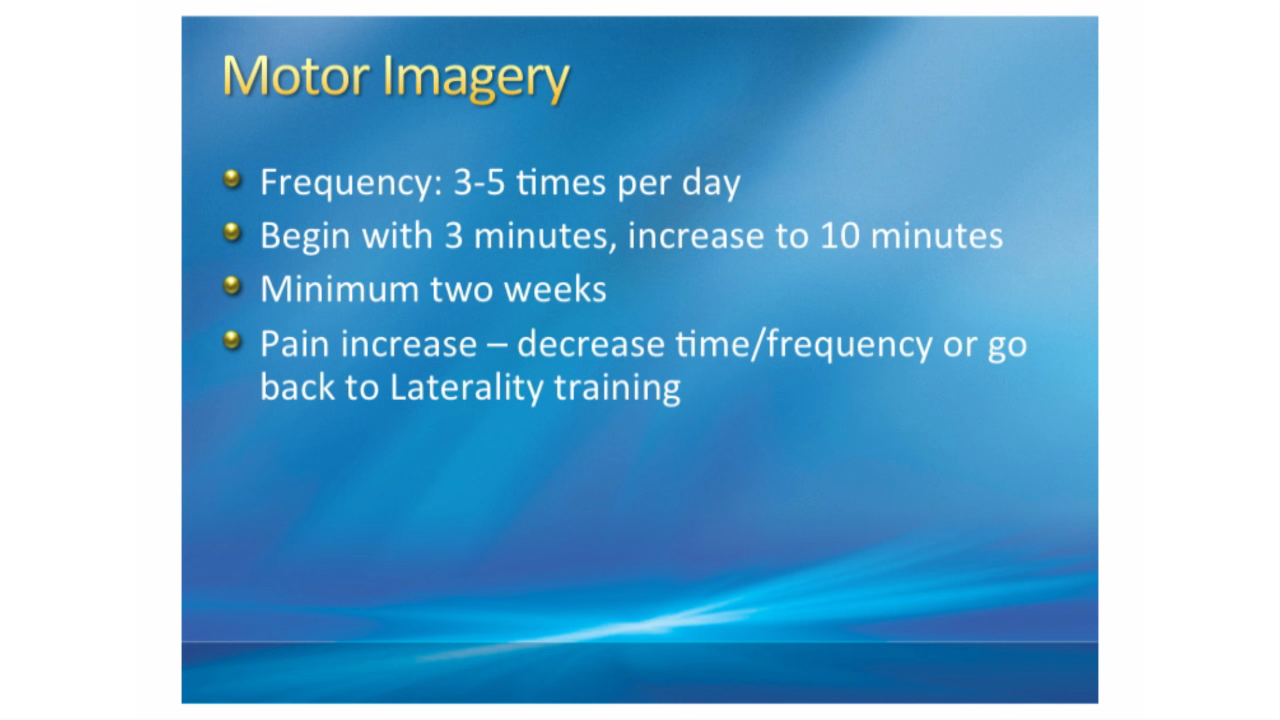 Motor Imagery
Frequency: 3-5 times per day
Begin with 3 minutes, increase to 10 minutes
Minimum two weeks
Pain increase – decrease time/frequency or go
back to Laterality training